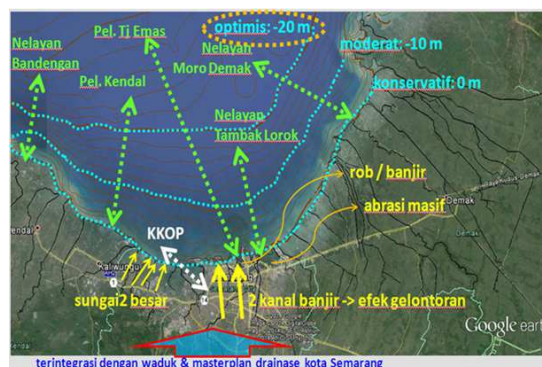 Pel. Tj Emas
optimis: -20 m
Nelayan
Bandengan
Nelayan
Moro Demak
moderat: -10 m
Pel. Kendal
konservatif: 0 m
Nelayan
Tambak Lorok
rob / banjir
Demak
abrasi masif
Demak
KKOP
Kaliwungu
sungai2 besar
2 kanal banjir -> efek gelontoran
Google eart
terintegrasi dengan waduk & masterplan drainase kota Semarang